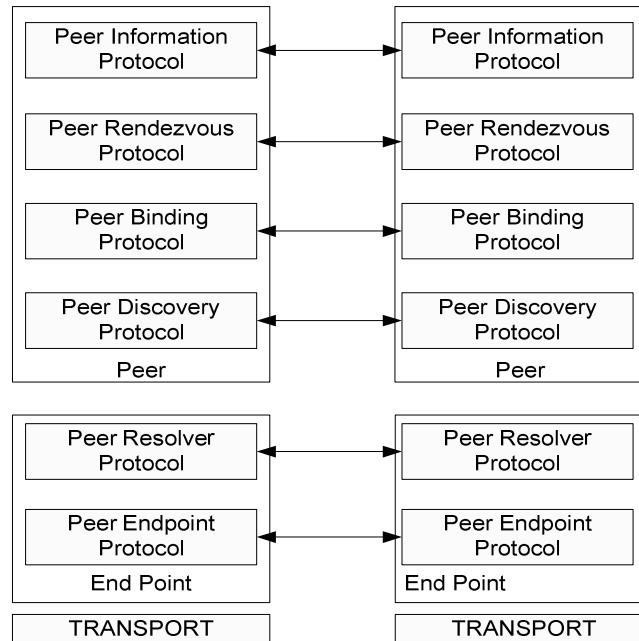 Peer Information
Protocol
Peer Information
Protocol
Peer Rendezvous
Protocol
Peer Rendezvous
Protocol
Peer Binding
Protocol
Peer Binding
Protocol
Peer Discovery
Protocol
Peer Discovery
Protocol
Peer
Peer
Peer Resolver
Protocol
Peer Resolver
Protocol
Peer Endpoint
Protocol
Peer Endpoint
Protocol
End Point
End Point
TRANSPORT
TRANSPORT